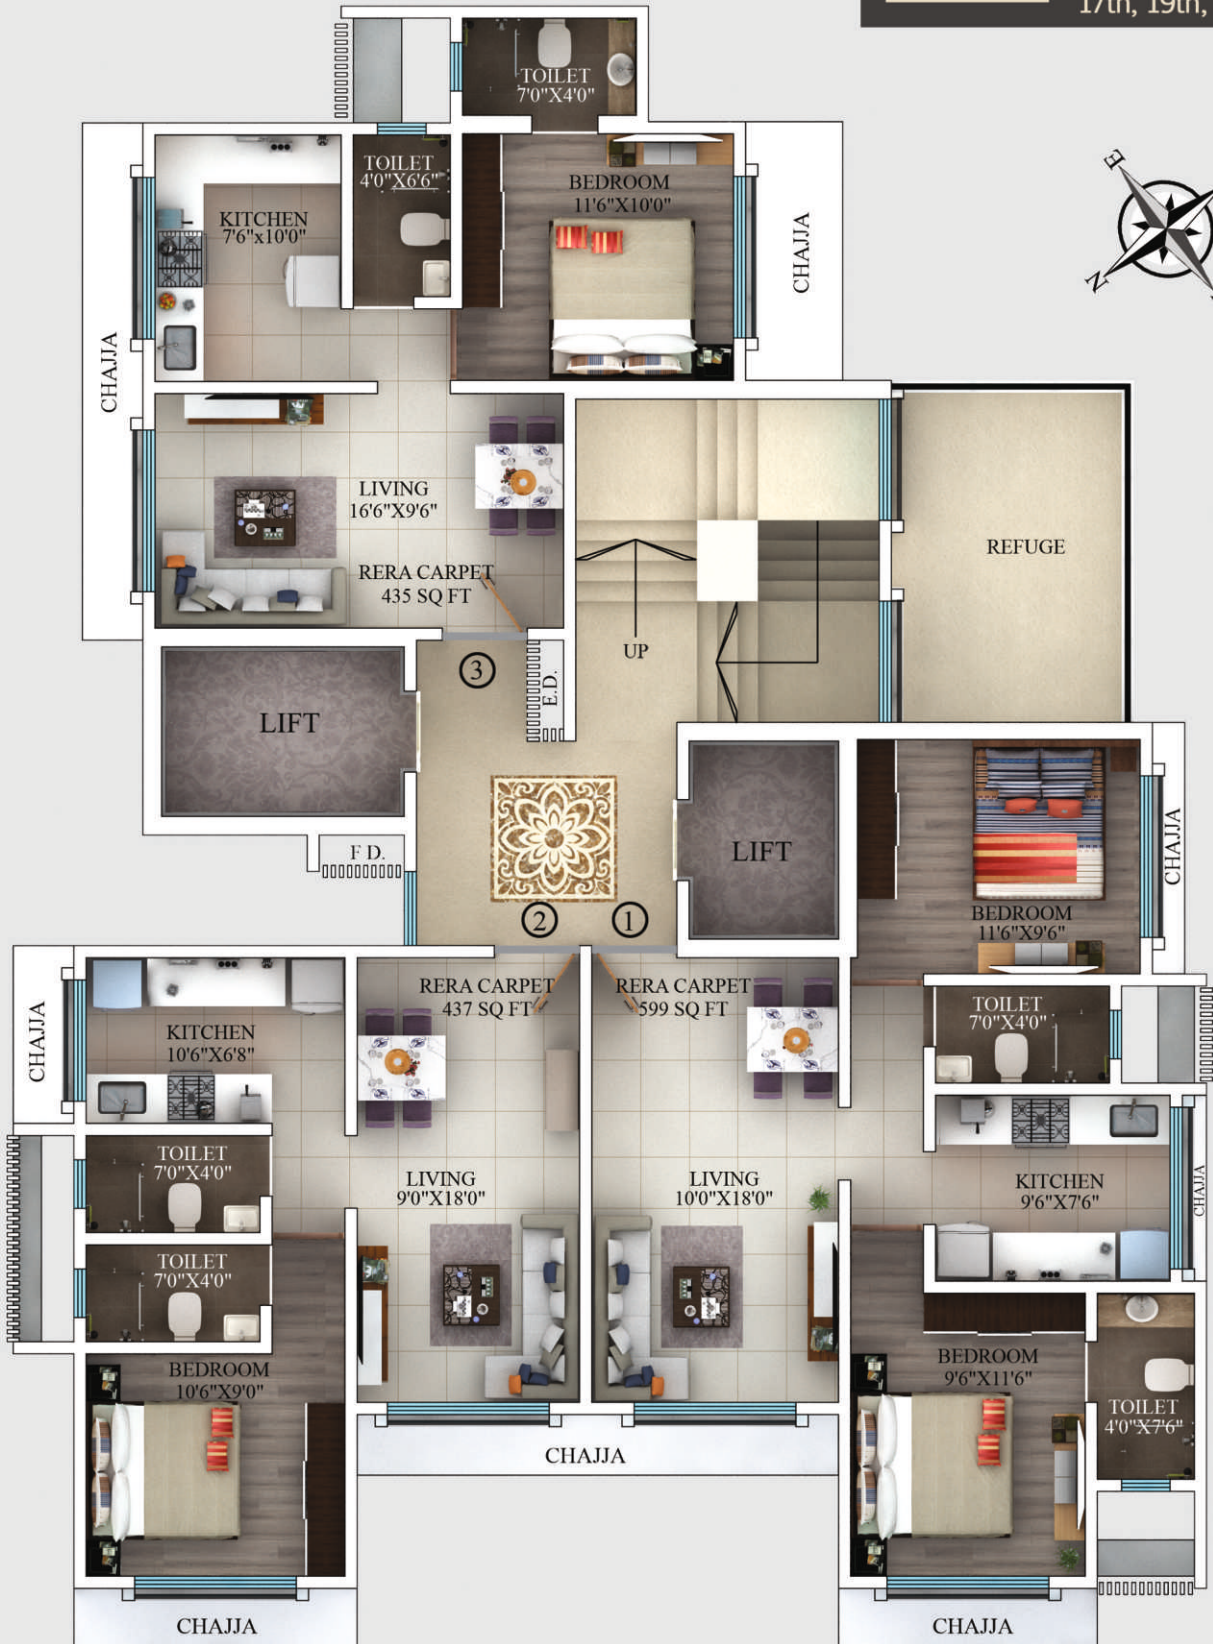 17th, 19th,
TOILET
7'0"X4'0"
TOILET
4'0"X6'6"
BEDROOM
11'6"X10'0"
KITCHEN
7'6"x10'0"
CHAJJA
CHAJJA
E
N
LIVING
16'6"X9'6"
RERA CARPET
435 SQ FT
REFUGE
UP
3
E.D.
LIFT
LIFT
F D.
2
1
CHAJJA
BEDROOM
11'6"X9'6"
RERA CARPET
437 SQ FT
RERA CARPET
599 SQ FT
TOILET
7'0"X4'0"
CHAJJA
KITCHEN
10'6"X6'8"
TOILET
7'0"X4'0"
LIVING
9'0"X18'0"
LIVING
10'0"X18'0"
KITCHEN
9'6"X7'6"
CHAJJA
TOILET
7'0"X4'0"
BEDROOM
10'6"X9'0"
BEDROOM
9'6"X11'6"
TOILET
4'0"X7'6"
CHAJJA
CHAJJA
CHAJJA